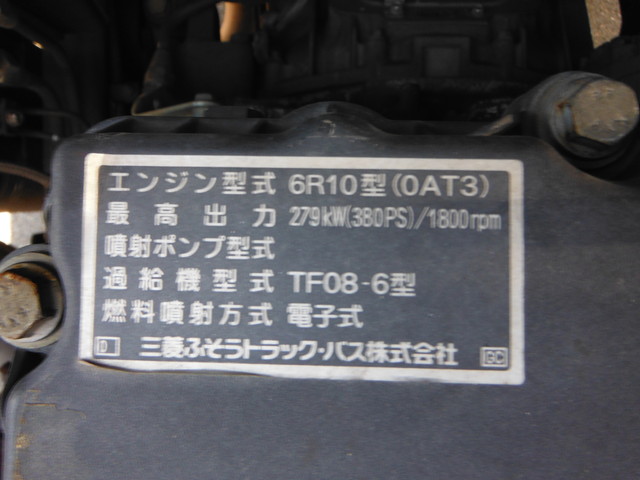 エンジン型式 6R10型(0AT3)
最高出力 279kW(380PS)/1800rpm
噴射ポンプ型式
過給機型式 TF08-6型
燃料噴射方式 電子式
D 三菱ふそうトラック・バス株式会社 GC